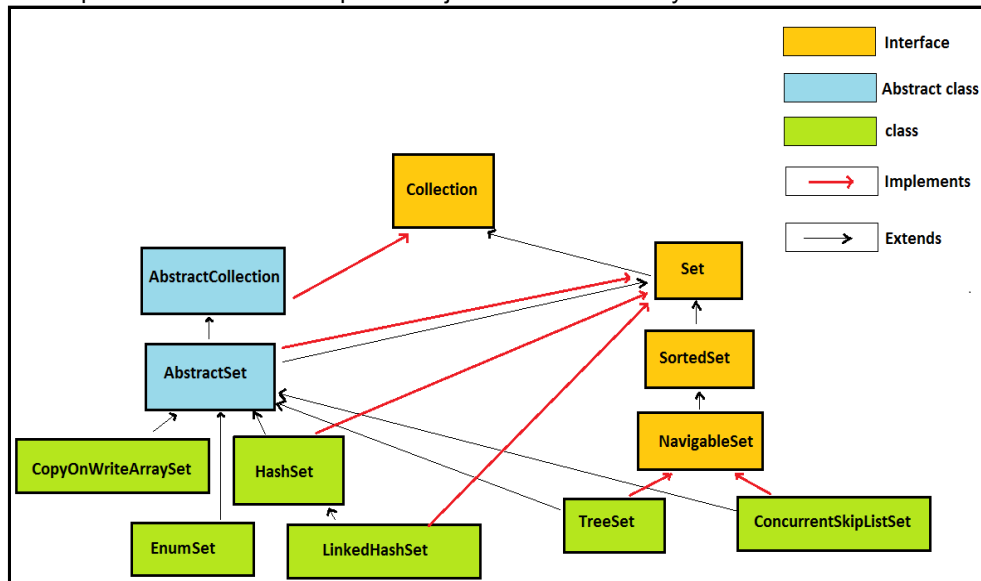 Interface
Abstract class
class
Implements
Extends
Collection
Set
AbstractCollection
SortedSet
AbstractSet
NavigableSet
CopyOnWriteArraySet
HashSet
TreeSet
ConcurrentSkipListSet
EnumSet
LinkedHashSet